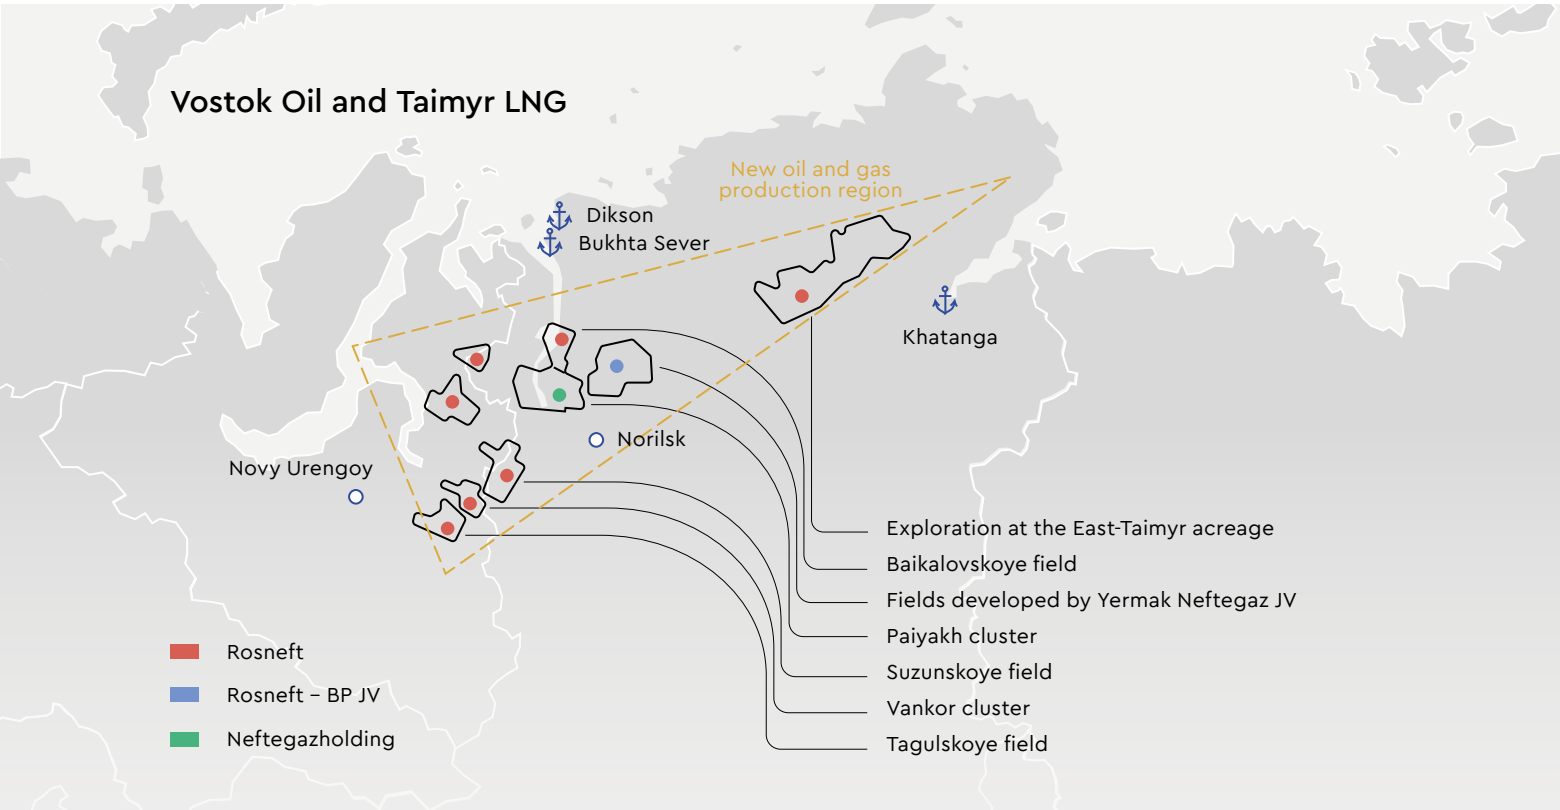 Vostok Oil and Taimyr LNG
New oil and gas
production region
Dikson
Bukhta Sever
Khatanga
Norilsk
Novy Urengoy
Exploration at the East-Taimyr acreage
Baikalovskoye field
Fields developed by Yermak Neftegaz JV
Paiyakh cluster
Suzunskoye field
Vankor cluster
Tagulskoye field
Rosneft
Rosneft – BP JV
Neftegazholding